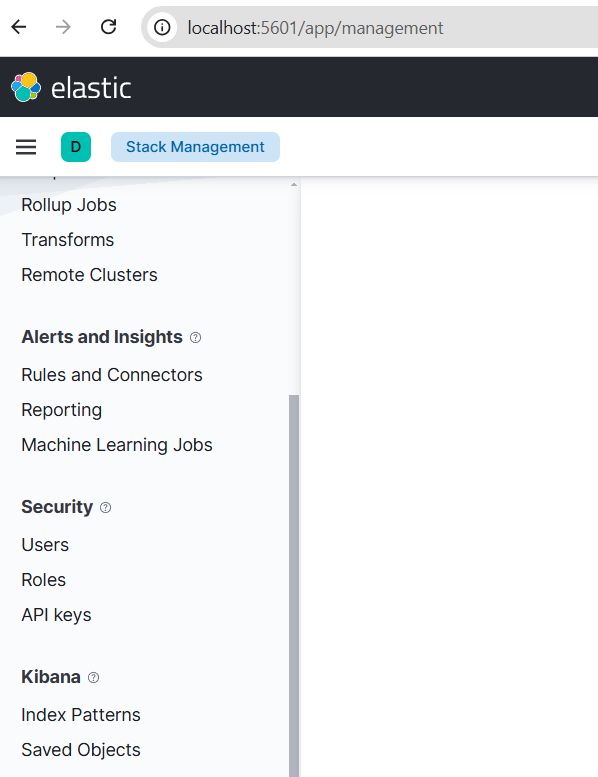 localhost:5601/app/management
elastic
D
Stack Management
Rollup Jobs
Transforms
Remote Clusters
Alerts and Insights
Rules and Connectors
Reporting
Machine Learning Jobs
Security
Users
Roles
API keys
Kibana
Index Patterns
Saved Objects